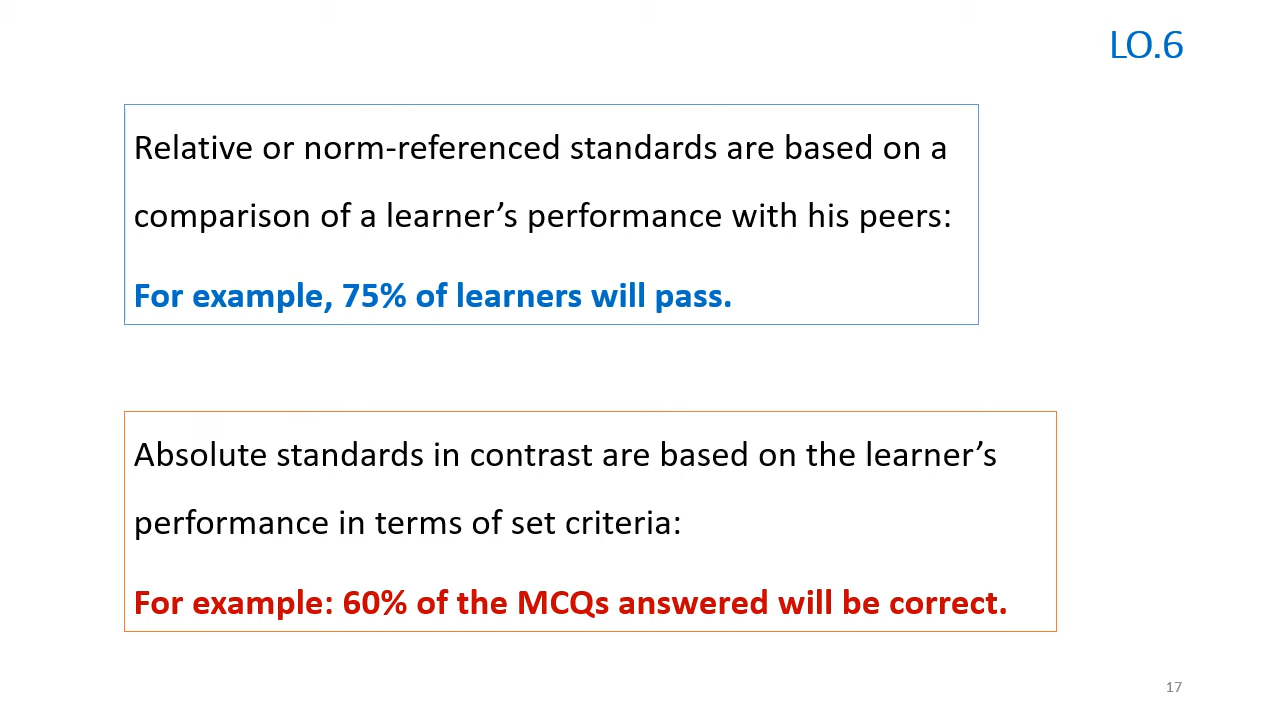 LO.6
Relative or norm-referenced standards are based on a
comparison of a learner’s performance with his peers:
For example, 75% of learners will pass.
Absolute standards in contrast are based on the learner’s
performance in terms of set criteria:
For example: 60% of the MCQs answered will be correct.
17